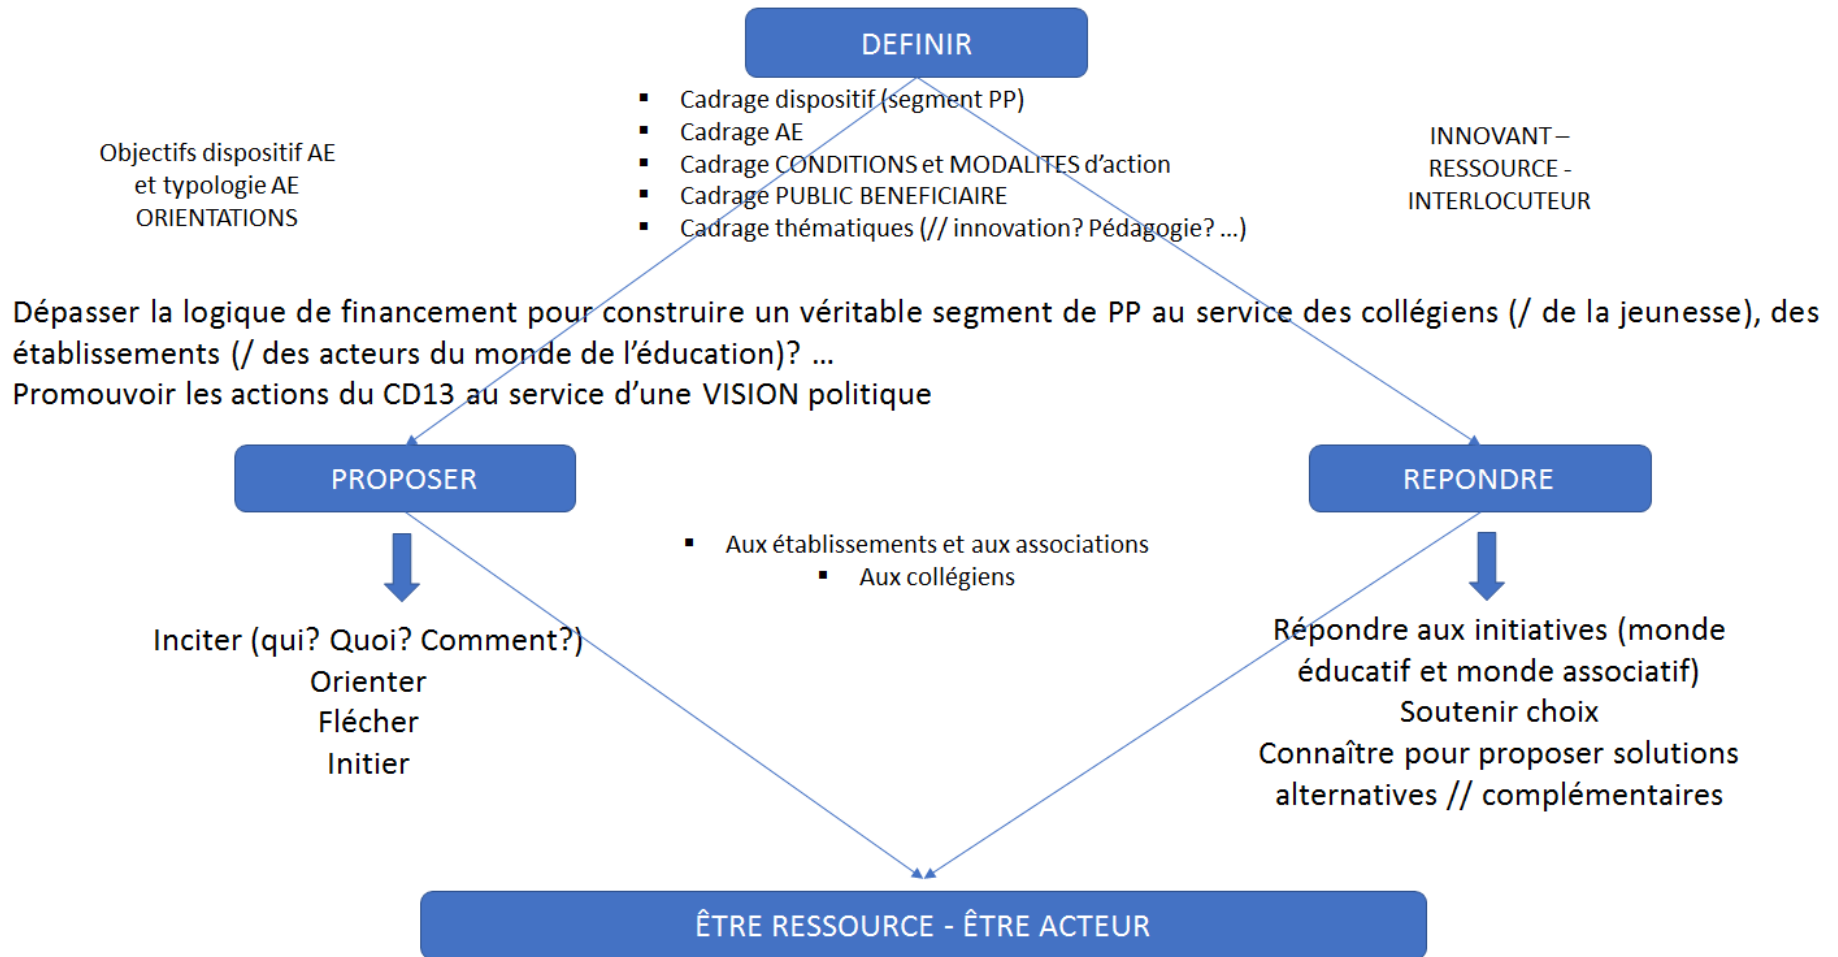 DEFINIR
▪ Cadrage dispositif (segment PP)
▪ Cadrage AE
▪ Cadrage CONDITIONS et MODALITES d'action
▪ Cadrage PUBLIC BENEFICIAIRE
▪ Cadrage thématiques (// innovation? Pédagogie? ...)
Objectifs dispositif AE
et typologie AE
ORIENTATIONS
INNOVANT –
RESSOURCE -
INTERLOCUTEUR
Dépasser la logique de financement pour construire un véritable segment de PP au service des collégiens (/ de la jeunesse), des
établissements (/ des acteurs du monde de l'éducation)? ...
Promouvoir les actions du CD13 au service d'une VISION politique
PROPOSER
REPONDRE
▪ Aux établissements et aux associations
▪ Aux collégiens
Inciter (qui? Quoi? Comment?)
Orienter
Flécher
Initier
Répondre aux initiatives (monde
éducatif et monde associatif)
Soutenir choix
Connaître pour proposer solutions
alternatives // complémentaires
ÊTRE RESSOURCE - ÊTRE ACTEUR